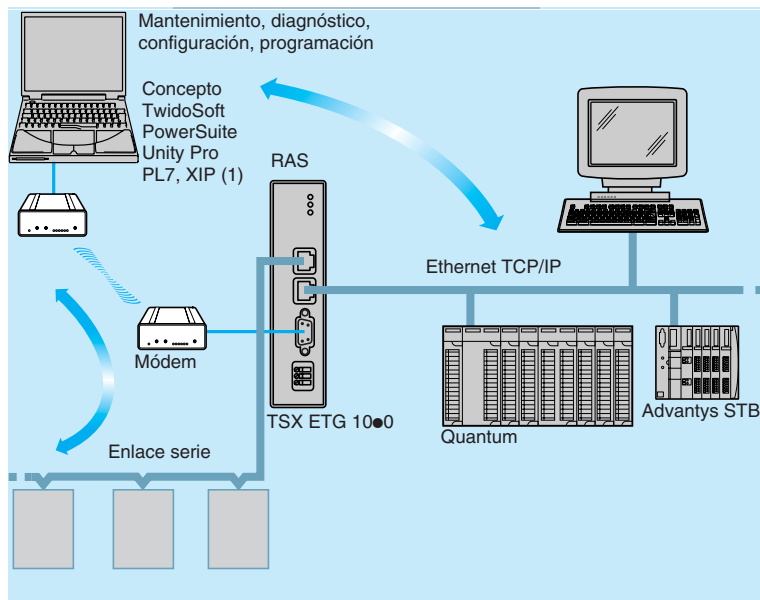 Mantenimiento, diagnóstico,
configuración, programación
Concepto
TwidoSoft
PowerSuite
Unity Pro
PL7, XIP (1)
RAS
Ethernet TCP/IP
Módem
TSX ETG 10●0
Quantum
Advantys STB
Enlace serie